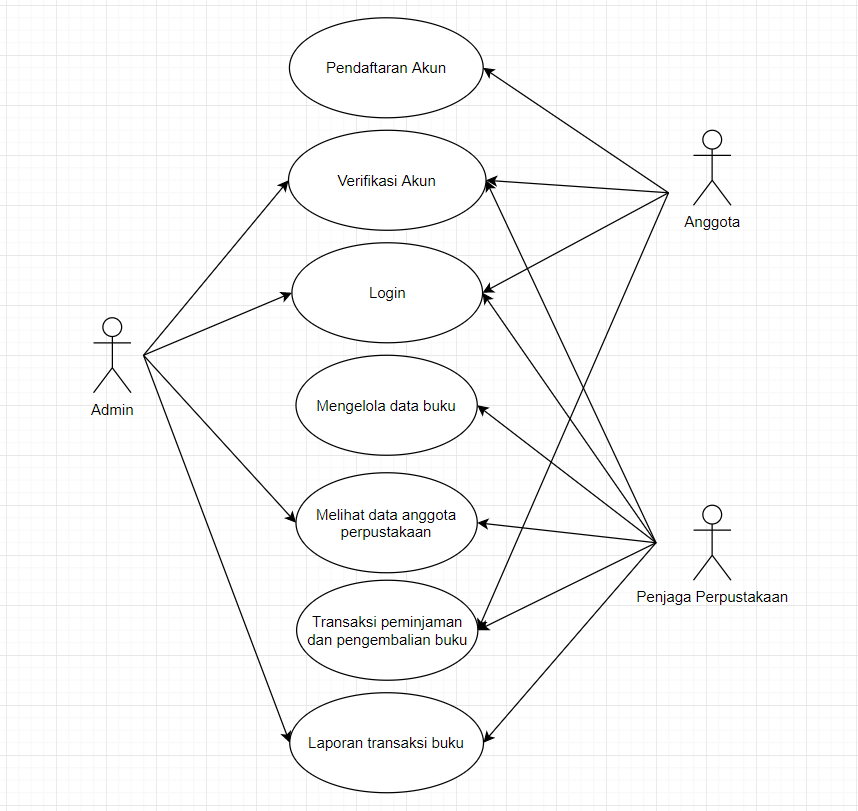 Pendaftaran Akun
Verifikasi Akun
Anggota
Login
Admin
Mengelola data buku
Melihat data anggota
perpustakaan
Penjaga Perpustakaan
Transaksi peminjaman
dan pengembalian buku
Laporan transaksi buku